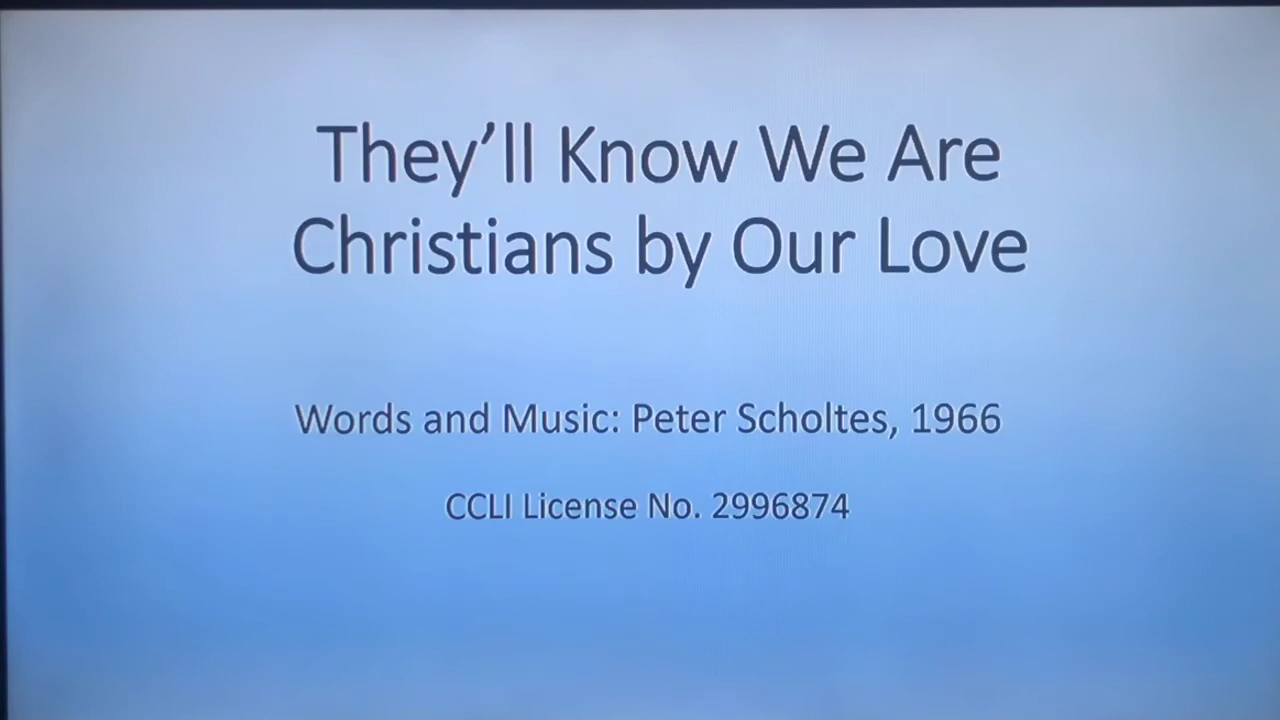 They’ll Know We Are
Christians by Our Love
Words and Music: Peter Scholtes, 1966
CCLI License No. 2996874